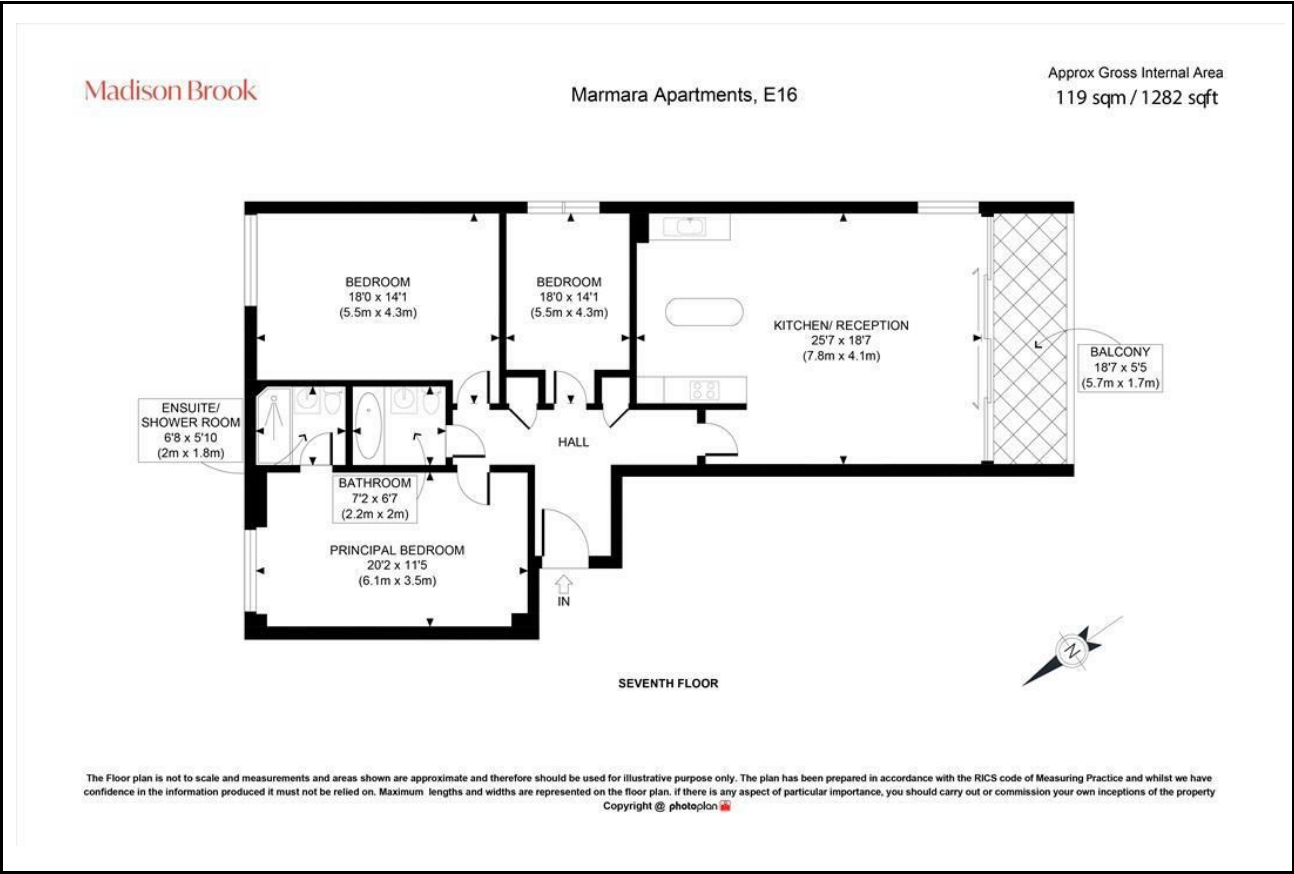 Madison Brook
Marmara Apartments, E16
Approx Gross Internal Area
119 sqm / 1282 sqft
BEDROOM
18'0 x 14'1
(5.5m x 4.3m)
BEDROOM
18'0 x 14'1
(5.5m x 4.3m)
KITCHEN/ RECEPTION
25'7 x 18'7
(7.8m x 4.1m)
BALCONY
18'7 x 5'5
(5.7m x 1.7m)
ENSUITE/
SHOWER ROOM
6'8 x 5'10
(2m x 1.8m)
HALL
BATHROOM
7'2 x 6'7
(2.2m x 2m)
PRINCIPAL BEDROOM
20'2 x 11'5
(6.1m x 3.5m)
IN
N
SEVENTH FLOOR
The Floor plan is not to scale and measurements and areas shown are approximate and therefore should be used for illustrative purpose only. The plan has been prepared in accordance with the RICS code of Measuring Practice and whilst we have
confidence in the information produced it must not be relied on. Maximum lengths and widths are represented on the floor plan. if there is any aspect of particular importance, you should carry out or commission your own inceptions of the property
Copyright @ photoplan